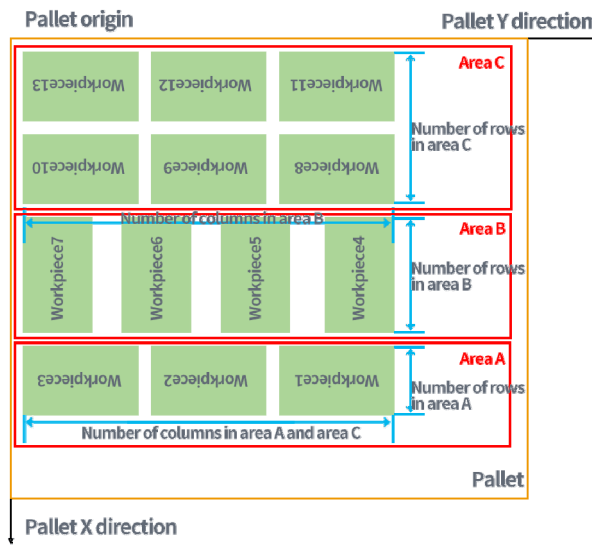 Pallet origin
Pallet Y direction
Area C
Workpiece13
Workpiece12
Workpiece11
Number of rows
in area C
Workpiece10
Workpiece9
Workpiece8
Number of columns in area B
Area B
Workpiece7
Workpiece6
Workpiece5
Workpiece4
Number of rows
in area B
Area A
Workpiece3
Workpiece2
Workpiece1
Number of rows
in area A
Number of columns in area A and area C
Pallet
Pallet X direction